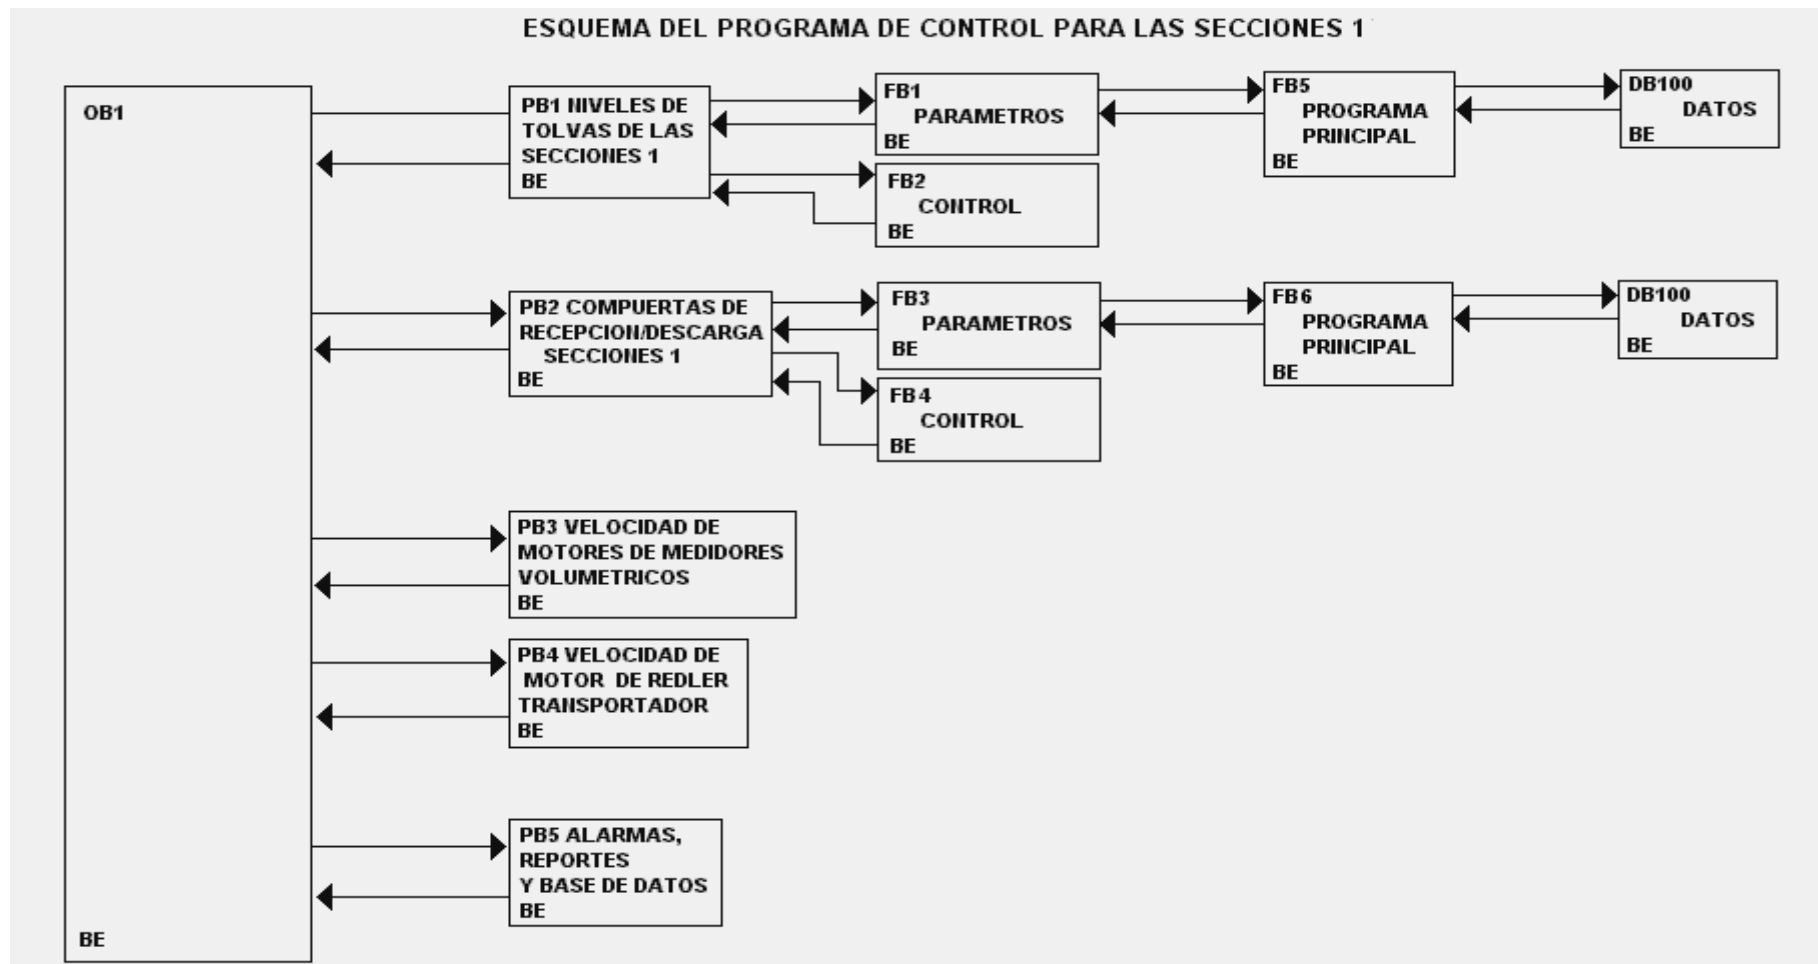 ESQUEMA DEL PROGRAMA DE CONTROL PARA LAS SECCIONES 1
OB1
BE
PB1 NIVELES DE
TOLVAS DE LAS
SECCIONES 1
BE
FB1
PARAMETROS
BE
FB5
PROGRAMA
PRINCIPAL
BE
DB100
DATOS
BE
FB2
CONTROL
BE
PB2 COMPUERTAS DE
RECEPCION/DESCARGA
SECCIONES 1
BE
FB3
PARAMETROS
BE
FB6
PROGRAMA
PRINCIPAL
BE
DB100
DATOS
BE
FB4
CONTROL
BE
PB3 VELOCIDAD DE
MOTORES DE MEDIDORES
VOLUMETRICOS
BE
PB4 VELOCIDAD DE
MOTOR DE REDLER
TRANSPORTADOR
BE
PB5 ALARMAS,
REPORTES
Y BASE DE DATOS
BE